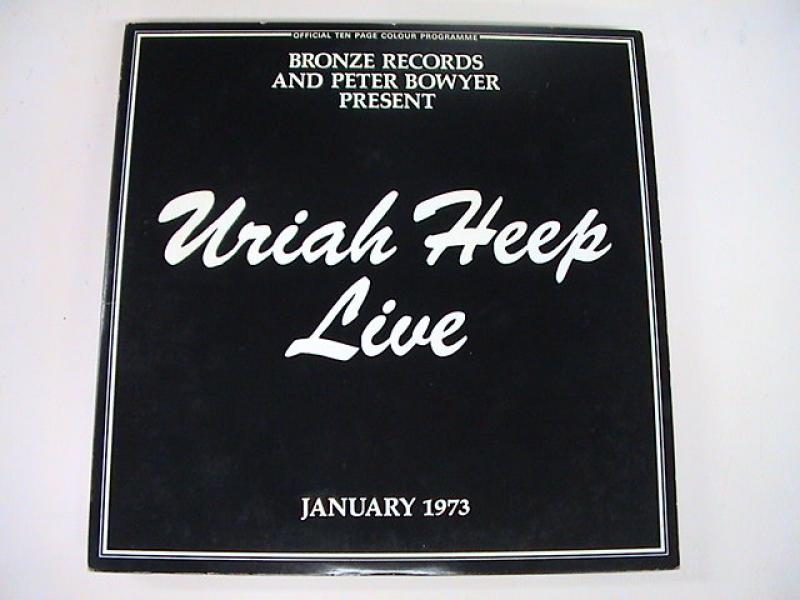 OFFICIAL TEN PAGE COLOUR PROGRAMME
BRONZE RECORDS
AND PETER BOWYER
PRESENT
Uriah Heep
Live
JANUARY 1973